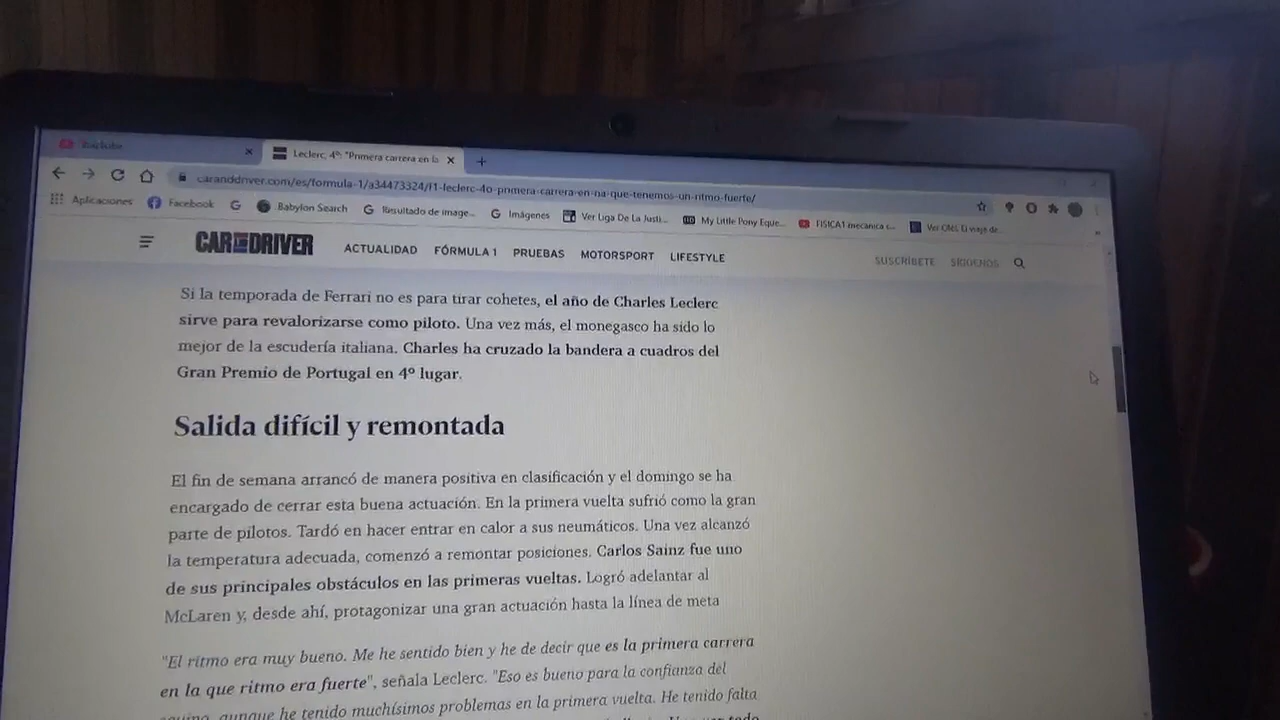 Leclerc, 4º: "Primera carrera en la
caranddriver.com/es/formula-1/a34473324/f1-leclerc-4o-primera-carrera-en-na-que-tenemos-un-ritmo-fuerte/
Aplicaciones Facebook Babylon Search Resultado de image... Imágenes Ver Liga De La Justi... My Little Pony Eque... FISICA1 mecánica
CAR AND DRIVER ACTUALIDAD FÓRMULA 1 PRUEBAS MOTORSPORT LIFESTYLE SUSCRÍBETE SÍGUENOS
Si la temporada de Ferrari no es para tirar cohetes, el año de Charles Leclerc
sirve para revalorizarse como piloto. Una vez más, el monegasco ha sido lo
mejor de la escudería italiana. Charles ha cruzado la bandera a cuadros del
Gran Premio de Portugal en 4º lugar.
Salida difícil y remontada
El fin de semana arrancó de manera positiva en clasificación y el domingo se ha
encargado de cerrar esta buena actuación. En la primera vuelta sufrió como la gran
parte de pilotos. Tardó en hacer entrar en calor a sus neumáticos. Una vez alcanzó
la temperatura adecuada, comenzó a remontar posiciones. Carlos Sainz fue uno
de sus principales obstáculos en las primeras vueltas. Logró adelantar al
McLaren y, desde ahí, protagonizar una gran actuación hasta la línea de meta
"El ritmo era muy bueno. Me he sentido bien y he de decir que es la primera carrera
en la que ritmo era fuerte", señala Leclerc. "Eso es bueno para la confianza del
aunque he tenido muchísimos problemas en la primera vuelta. He tenido falta